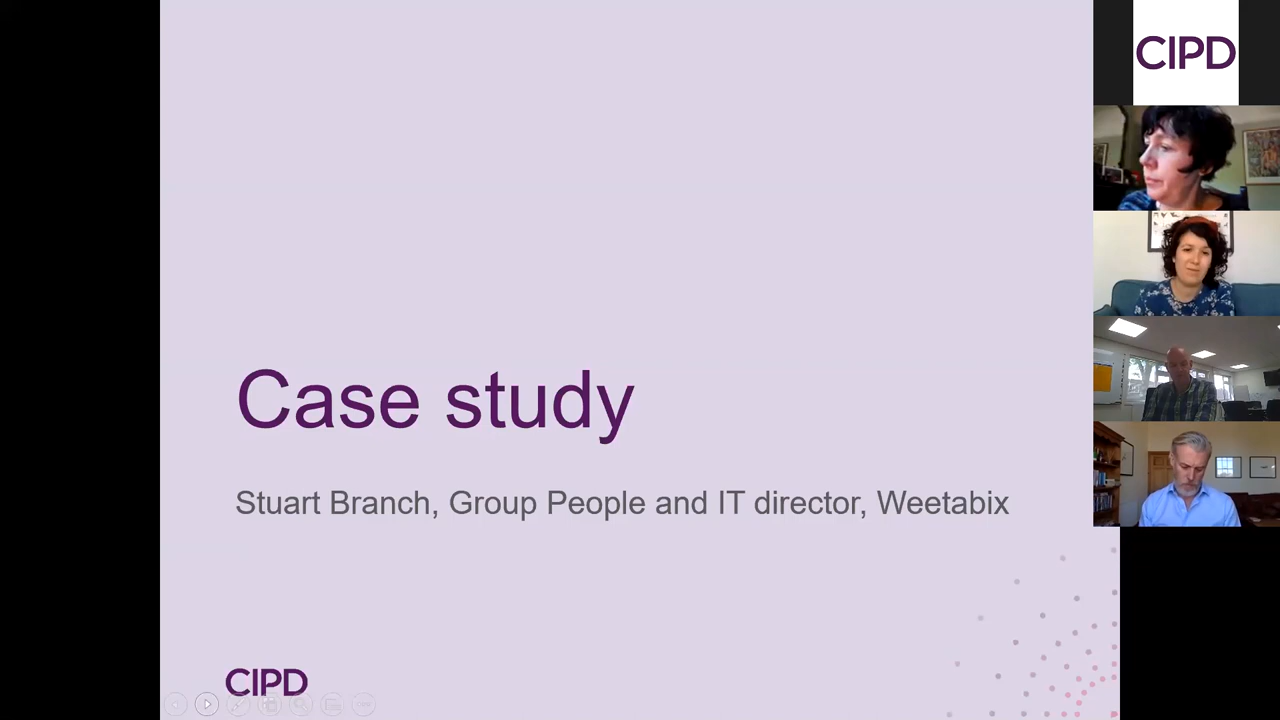 CIPD
Case study
Stuart Branch, Group People and IT director, Weetabix
CIPD